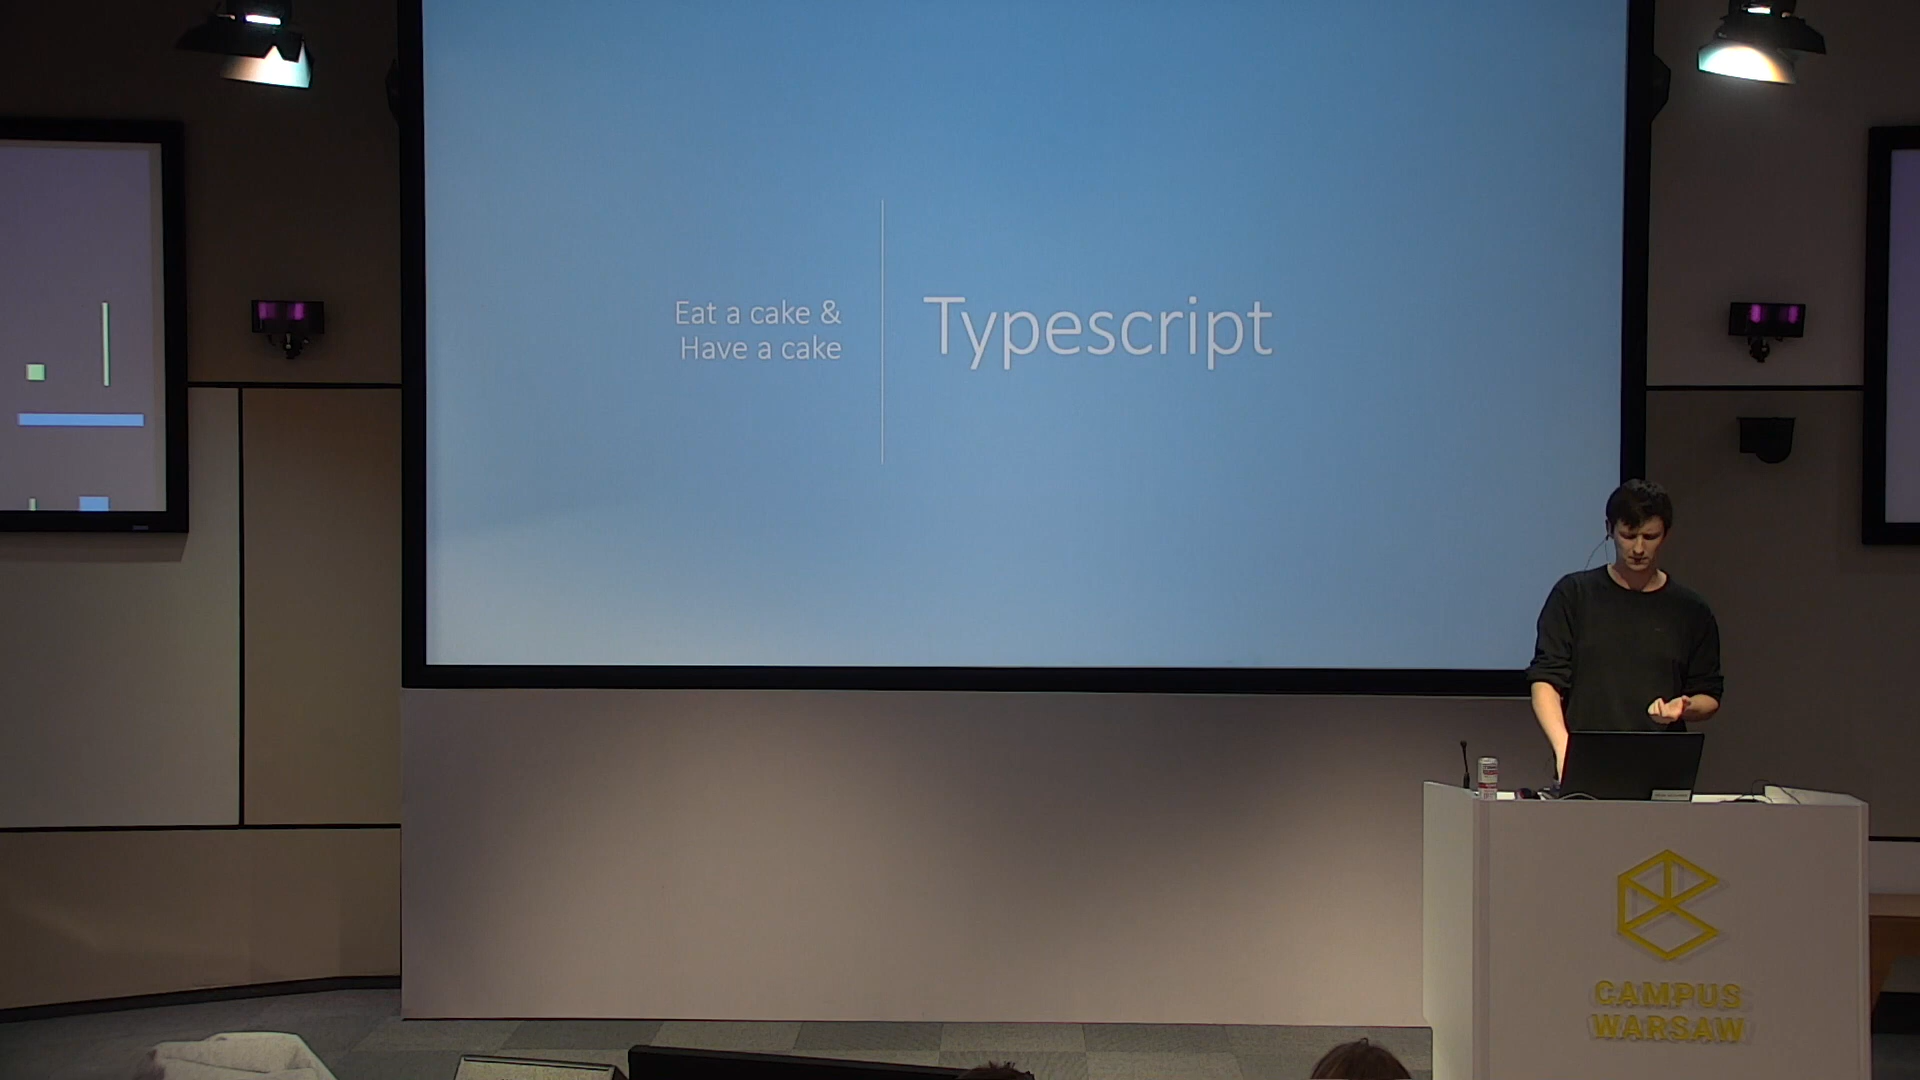 Eat a cake &
Have a cake
Typescript
CAMPUS
WARSAW